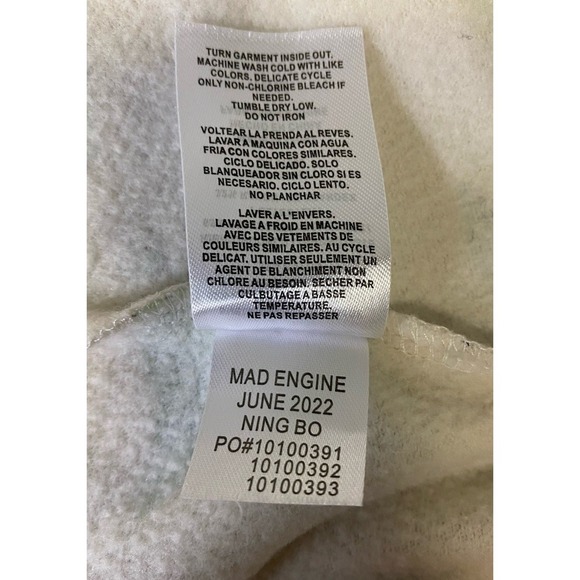 TURN GARMENT INSIDE OUT.
MACHINE WASH COLD WITH LIKE
COLORS. DELICATE CYCLE
ONLY NON-CHLORINE BLEACH IF
NEEDED.
TUMBLE DRY LOW.
DO NOT IRON
VOLTEAR LA PRENDA AL REVES.
LAVAR A MAQUINA CON AGUA
FRIA CON COLORES SIMILARES.
CICLO DELICADO. SOLO
BLANQUEADOR SIN CLORO SI ES
NECESARIO. CICLO LENTO.
NO PLANCHAR
LAVER A L'ENVERS.
LAVAGE A FROID EN MACHINE
AVEC DES VETEMENTS DE
COULEURS SIMILAIRES. AU CYCLE
DELICAT. UTILISER SEULEMENT UN
AGENT DE BLANCHIMENT NON
CHLORE AU BESOIN. SÉCHER PAR
CULBUTAGE A BASSE
TEMPERATURE.
NE PAS REPASSER
MAD ENGINE
JUNE 2022
NING BO
PO#10100391
10100392
10100393